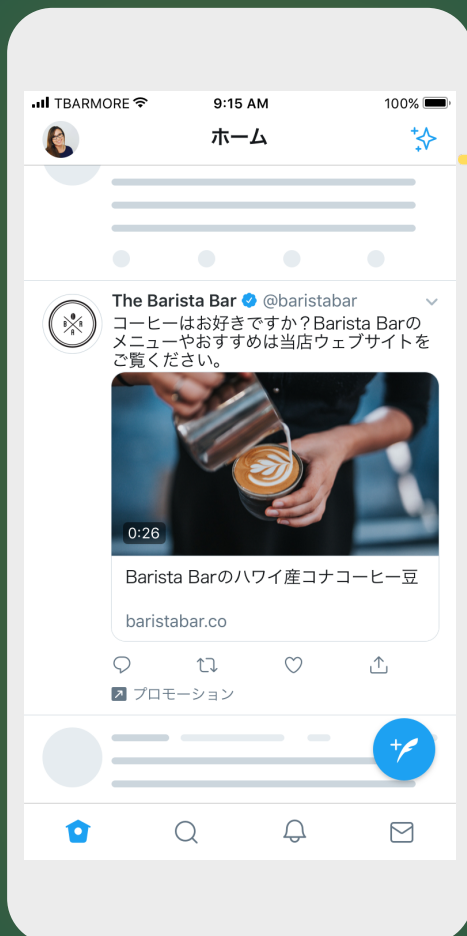 TBARMORE 9:15 AM 100%
ホーム
The Barista Bar @baristabar
コーヒーはお好きですか？Barista Barの
メニューやおすすめは当店ウェブサイトを
ご覧ください。
B A R
A
0:26
Barista Barのハワイ産コナコーヒー豆
baristabar.co
プロモーション